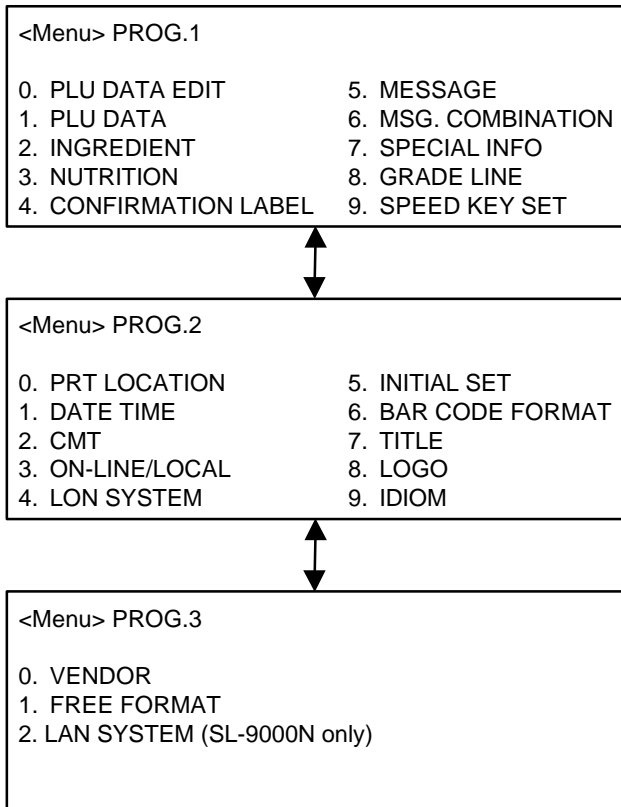 <Menu> PROG.1
0. PLU DATA EDIT 5. MESSAGE
1. PLU DATA 6. MSG. COMBINATION
2. INGREDIENT 7. SPECIAL INFO
3. NUTRITION 8. GRADE LINE
4. CONFIRMATION LABEL 9. SPEED KEY SET
<Menu> PROG.2
0. PRT LOCATION 5. INITIAL SET
1. DATE TIME 6. BAR CODE FORMAT
2. CMT 7. TITLE
3. ON-LINE/LOCAL 8. LOGO
4. LON SYSTEM 9. IDIOM
<Menu> PROG.3
0. VENDOR
1. FREE FORMAT
2. LAN SYSTEM (SL-9000N only)